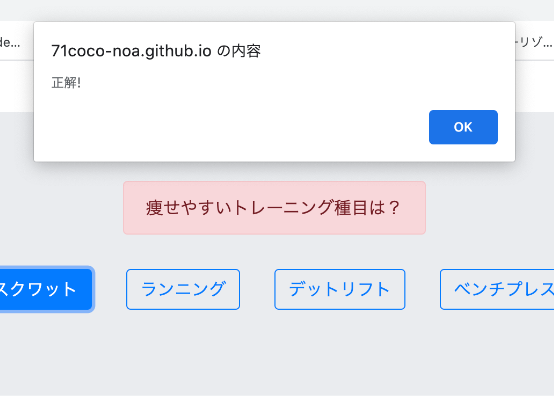 de...
リゾ...
71coco-noa.github.io の内容
正解!
OK
痩せやすいトレーニング種目は？
スクワット
ランニング
デットリフト
ベンチプレス